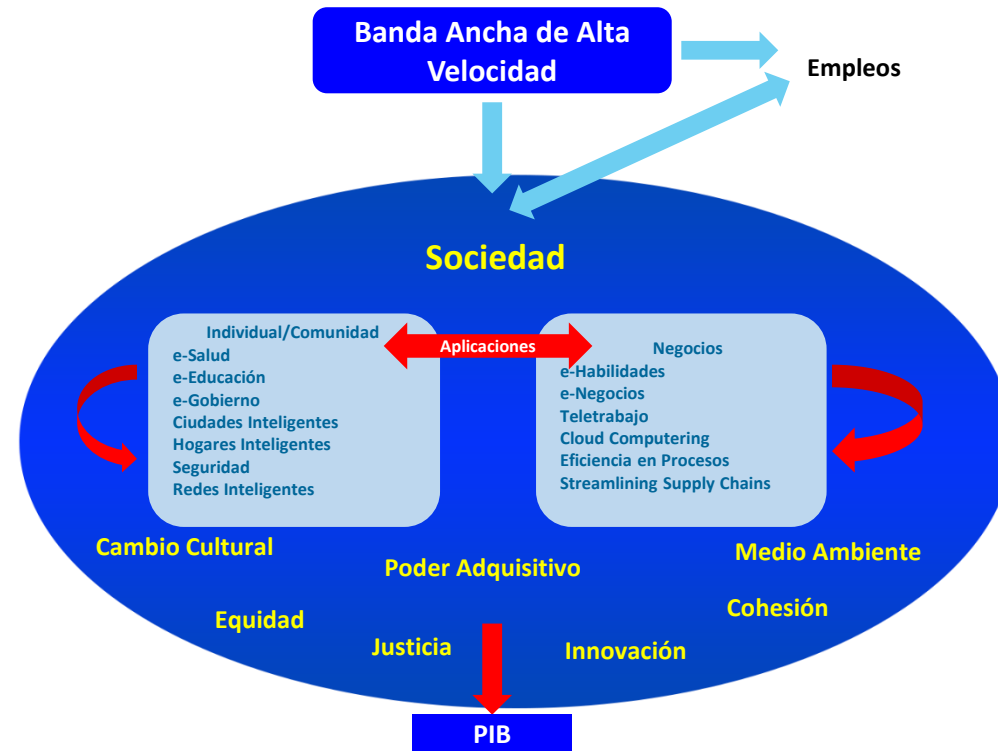 Banda Ancha de Alta
Velocidad
Empleos
Sociedad
Individual/Comunidad
e-Salud
e-Educación
e-Gobierno
Ciudades Inteligentes
Hogares Inteligentes
Seguridad
Redes Inteligentes
Aplicaciones
Negocios
e-Habilidades
e-Negocios
Teletrabajo
Cloud Computering
Eficiencia en Procesos
Streamlining Supply Chains
Cambio Cultural
Poder Adquisitivo
Medio Ambiente
Equidad
Cohesión
Justicia
Innovación
PIB